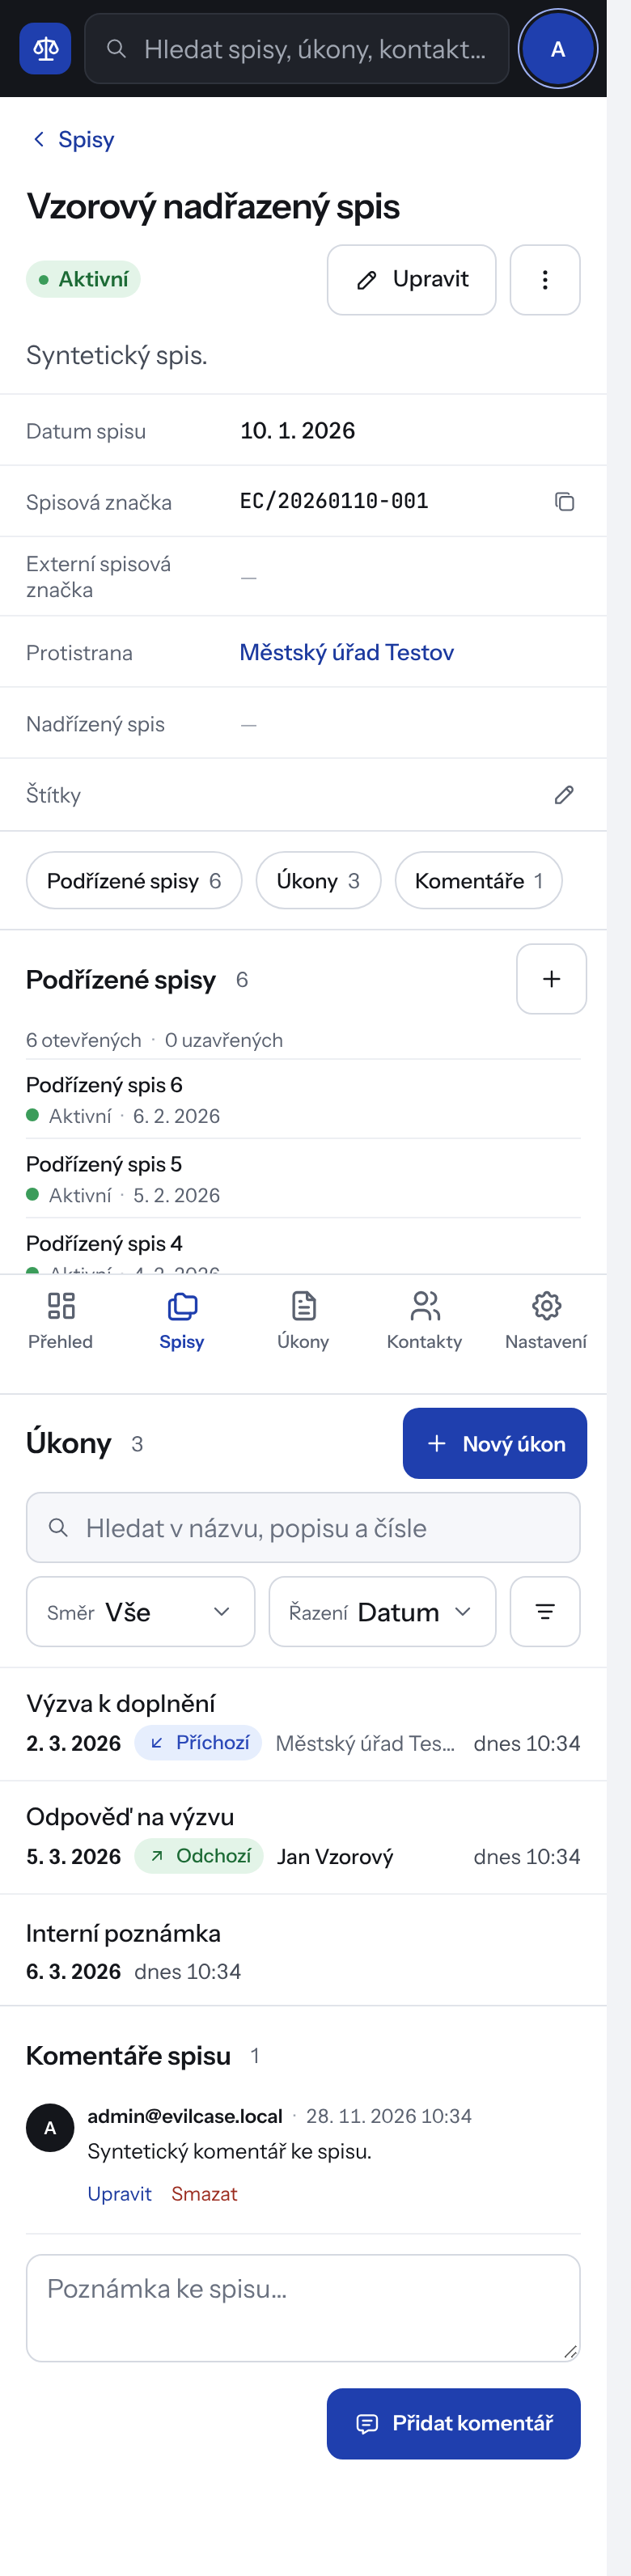 Hledat spisy, úkony, kontakt...
A
Spisy
Vzorový nadřazený spis
Aktivní
Upravit
Syntetický spis.
Datum spisu 10. 1. 2026
Spisová značka EC/20260110-001
Externí spisová
značka —
Protistrana Městský úřad Testov
Nadřízený spis —
Štítky
Podřízené spisy 6 Úkony 3 Komentáře 1
Podřízené spisy 6
6 otevřených · 0 uzavřených
Podřízený spis 6
Aktivní · 6. 2. 2026
Podřízený spis 5
Aktivní · 5. 2. 2026
Podřízený spis 4
Aktivní · 4. 2. 2026
Přehled Spisy Úkony Kontakty Nastavení
Úkony 3 Nový úkon
Hledat v názvu, popisu a čísle
Směr Vše Řazení Datum
Výzva k doplnění
2. 3. 2026 Příchozí Městský úřad Tes... dnes 10:34
Odpověď na výzvu
5. 3. 2026 Odchozí Jan Vzorový dnes 10:34
Interní poznámka
6. 3. 2026 dnes 10:34
Komentáře spisu 1
A admin@evilcase.local · 28. 11. 2026 10:34
Syntetický komentář ke spisu.
Upravit Smazat
Poznámka ke spisu...
Přidat komentář